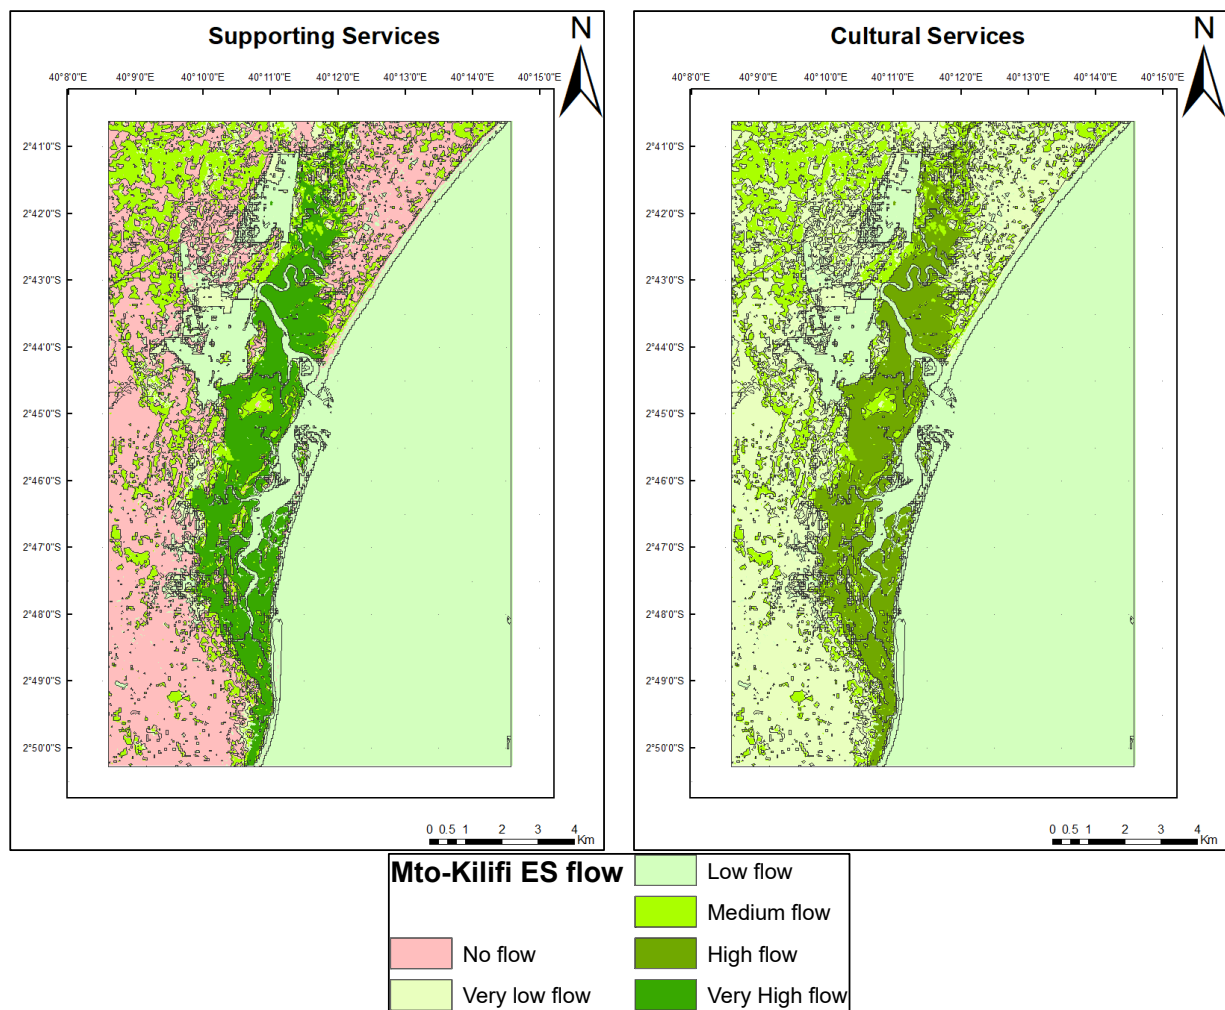 Supporting Services
N
40°8'0"E 40°9'0"E 40°10'0"E 40°11'0"E 40°12'0"E 40°13'0"E 40°14'0"E 40°15'0"E
2°41'0"S
2°42'0"S
2°43'0"S
2°44'0"S
2°45'0"S
2°46'0"S
2°47'0"S
2°48'0"S
2°49'0"S
2°50'0"S
0 0.5 1 2 3 4
Km
Cultural Services
N
40°8'0"E 40°9'0"E 40°10'0"E 40°11'0"E 40°12'0"E 40°13'0"E 40°14'0"E 40°15'0"E
2°41'0"S
2°42'0"S
2°43'0"S
2°44'0"S
2°45'0"S
2°46'0"S
2°47'0"S
2°48'0"S
2°49'0"S
2°50'0"S
0 0.5 1 2 3 4
Km
Mto-Kilifi ES flow
No flow
Very low flow
Low flow
Medium flow
High flow
Very High flow